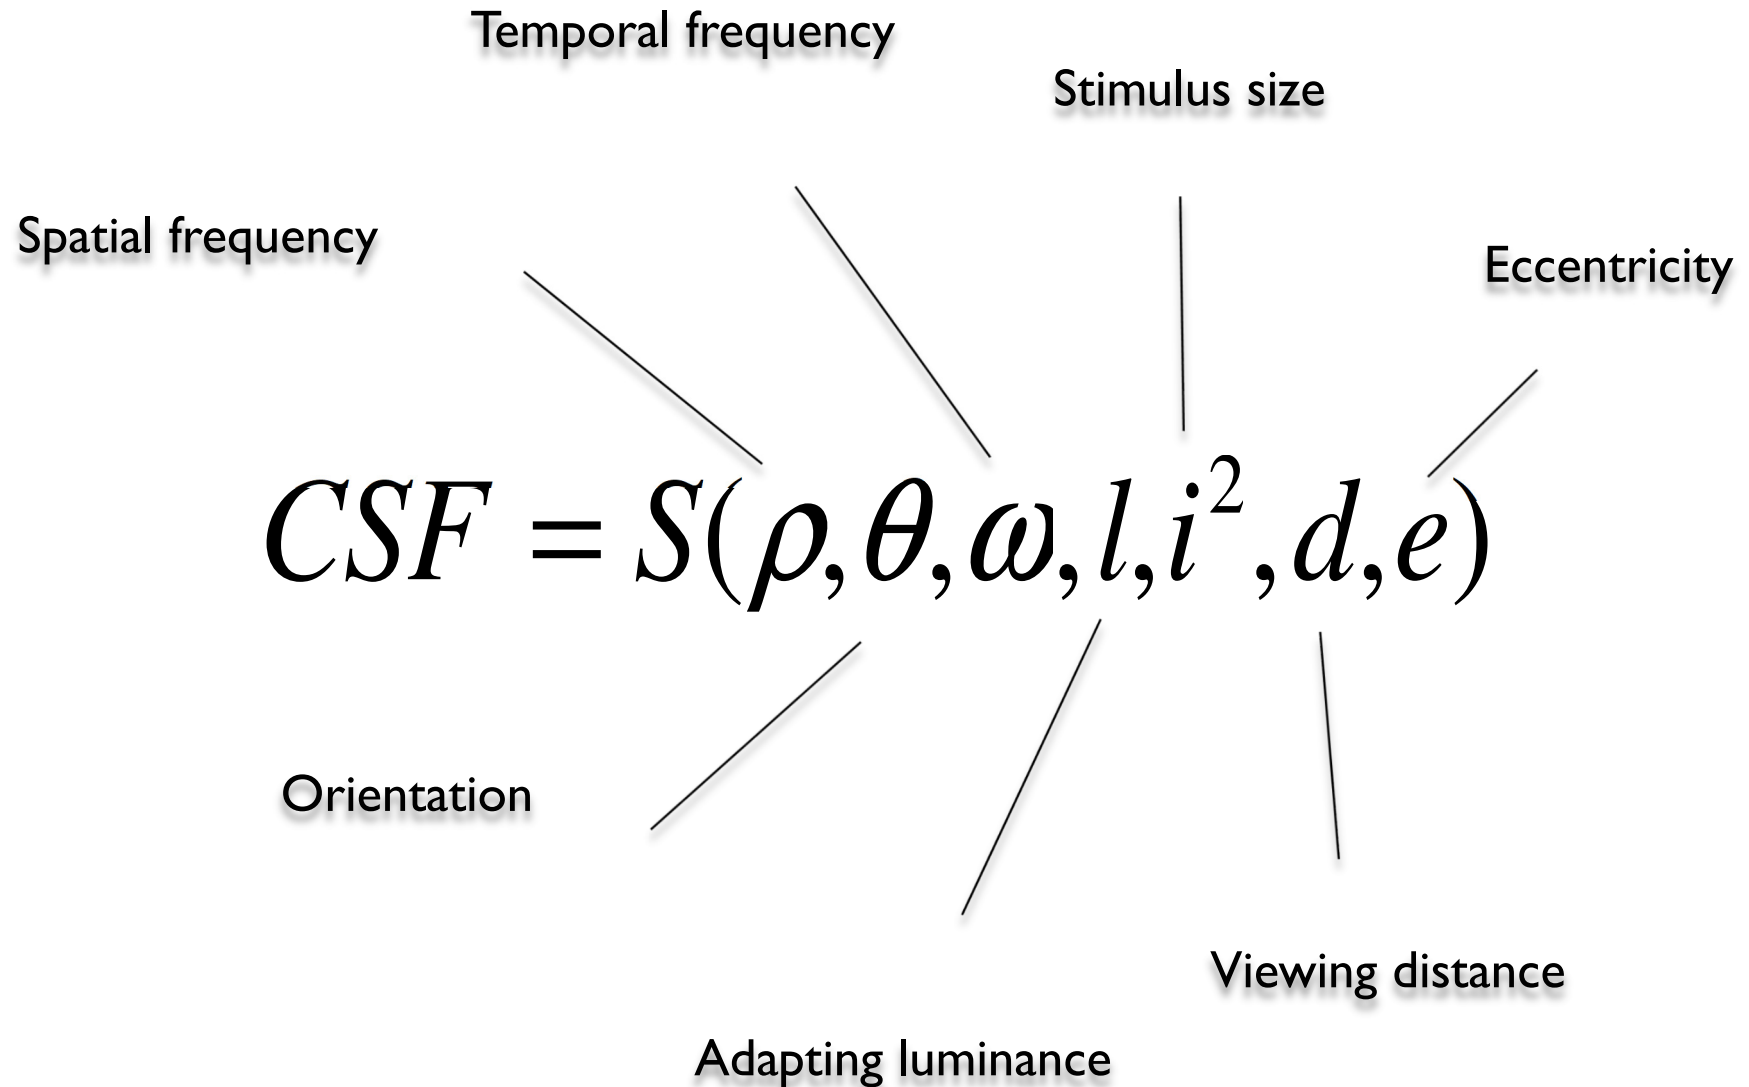 Temporal frequency
Stimulus size
Spatial frequency
Eccentricity
CSF = S(ρ,θ,ω,l,i²,d,e)
Orientation
Viewing distance
Adapting luminance